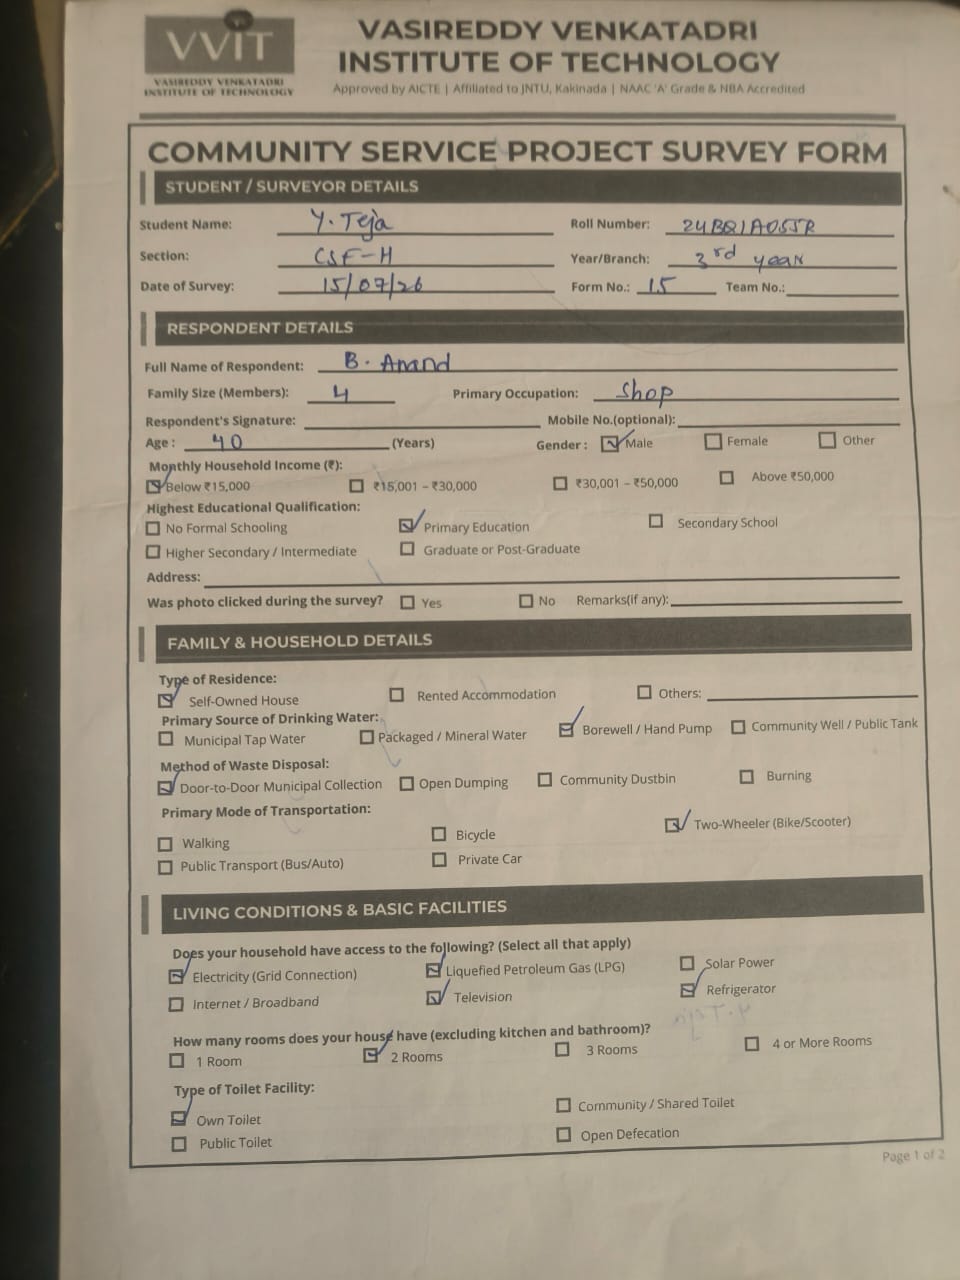 VVIT
VASIREDDY VENKATADRI
INSTITUTE OF TECHNOLOGY
VASIREDDY VENKATADRI
INSTITUTE OF TECHNOLOGY
Approved by AICTE | Affiliated to JNTU, Kakinada | NAAC 'A' Grade & NBA Accredited
COMMUNITY SERVICE PROJECT SURVEY FORM
STUDENT / SURVEYOR DETAILS
Student Name: Y. Teja Roll Number: 24BQ1A05JR
Section: CSE-H Year/Branch: 3rd year
Date of Survey: 15/07/26 Form No.: 15 Team No.:
RESPONDENT DETAILS
Full Name of Respondent: B. Anand
Family Size (Members): 4 Primary Occupation: Shop
Respondent's Signature: Mobile No.(optional):
Age : 40 (Years) Gender : Male Female Other
Monthly Household Income (₹):
Below ₹15,000 ₹15,001 – ₹30,000 ₹30,001 – ₹50,000 Above ₹50,000
Highest Educational Qualification:
No Formal Schooling Primary Education Secondary School
Higher Secondary / Intermediate Graduate or Post-Graduate
Address:
Was photo clicked during the survey? Yes No Remarks(if any):
FAMILY & HOUSEHOLD DETAILS
Type of Residence:
Self-Owned House Rented Accommodation Others:
Primary Source of Drinking Water:
Municipal Tap Water Packaged / Mineral Water Borewell / Hand Pump Community Well / Public Tank
Method of Waste Disposal:
Door-to-Door Municipal Collection Open Dumping Community Dustbin Burning
Primary Mode of Transportation:
Walking Bicycle Two-Wheeler (Bike/Scooter)
Public Transport (Bus/Auto) Private Car
LIVING CONDITIONS & BASIC FACILITIES
Does your household have access to the following? (Select all that apply)
Electricity (Grid Connection) Liquefied Petroleum Gas (LPG) Solar Power
Internet / Broadband Television Refrigerator
How many rooms does your house have (excluding kitchen and bathroom)?
1 Room 2 Rooms 3 Rooms 4 or More Rooms
Type of Toilet Facility:
Own Toilet Community / Shared Toilet
Public Toilet Open Defecation
Page 1 of 2